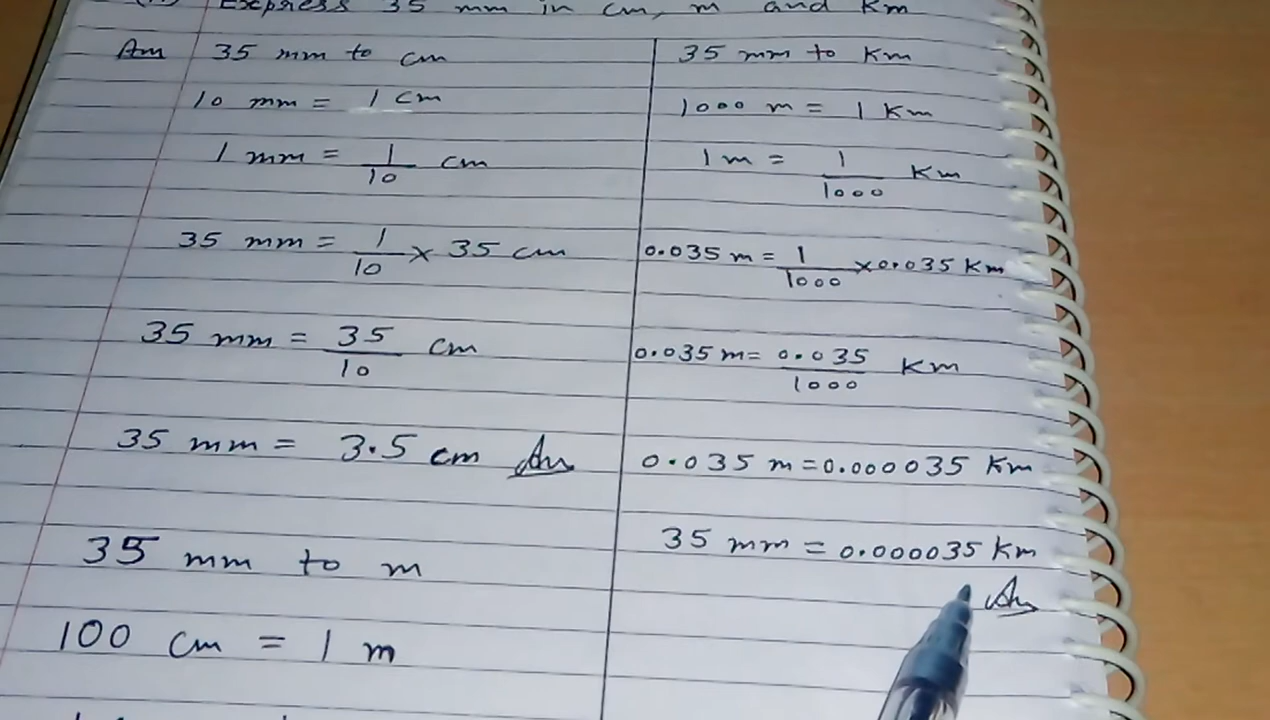 Express 35 mm in cm, m and Km
Ans 35 mm to cm
10 mm = 1 cm
1 mm = 1/10 cm
35 mm = 1/10 × 35 cm
35 mm = 35/10 cm
35 mm = 3.5 cm Ans
35 mm to m
100 cm = 1 m
35 mm to Km
1000 m = 1 Km
1 m = 1/1000 Km
0.035 m = 1/1000 × 0.035 Km
0.035 m = 0.035/1000 Km
0.035 m = 0.000035 Km
35 mm = 0.000035 Km
Ans